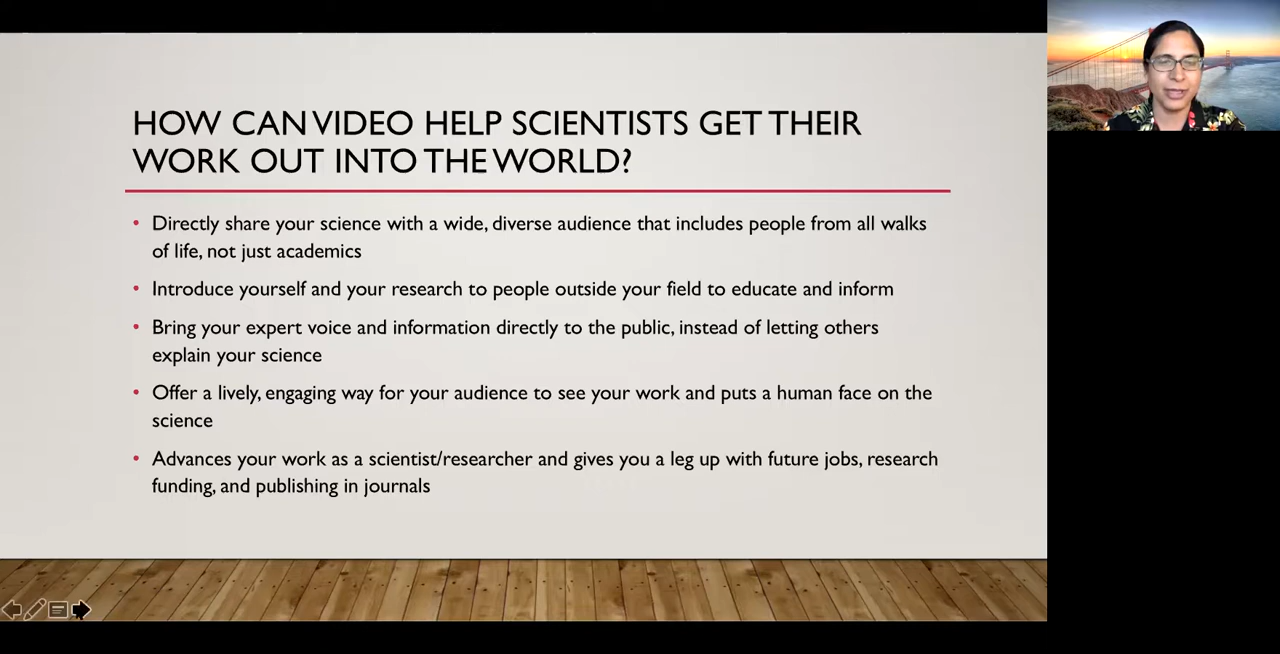 HOW CAN VIDEO HELP SCIENTISTS GET THEIR
WORK OUT INTO THE WORLD?
• Directly share your science with a wide, diverse audience that includes people from all walks
of life, not just academics
• Introduce yourself and your research to people outside your field to educate and inform
• Bring your expert voice and information directly to the public, instead of letting others
explain your science
• Offer a lively, engaging way for your audience to see your work and puts a human face on the
science
• Advances your work as a scientist/researcher and gives you a leg up with future jobs, research
funding, and publishing in journals